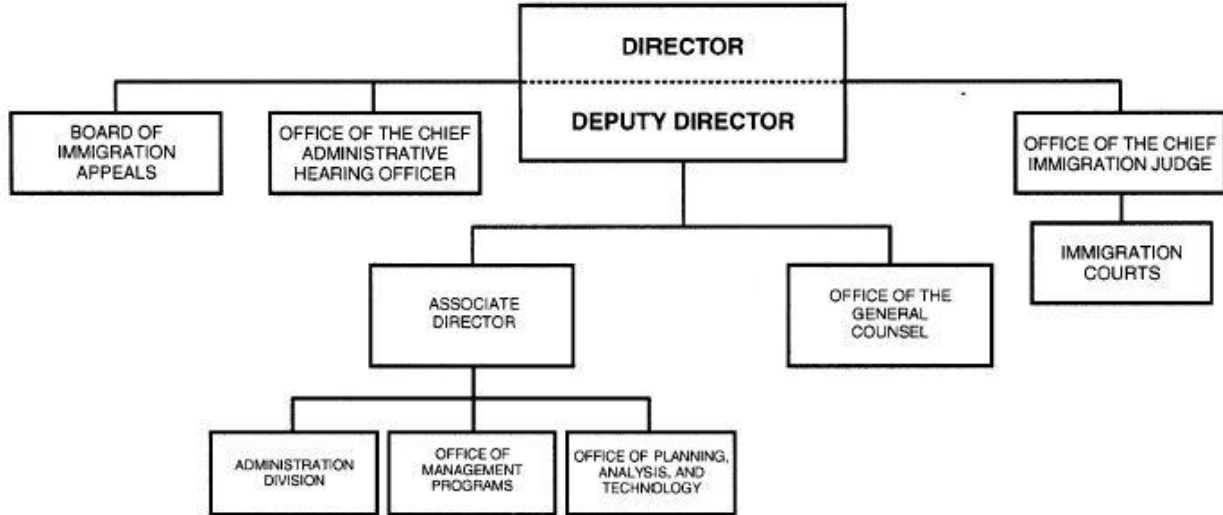 DIRECTOR
DEPUTY DIRECTOR
BOARD OF
IMMIGRATION
APPEALS
OFFICE OF THE CHIEF
ADMINISTRATIVE
HEARING OFFICER
OFFICE OF THE CHIEF
IMMIGRATION JUDGE
IMMIGRATION
COURTS
ASSOCIATE
DIRECTOR
OFFICE OF THE
GENERAL
COUNSEL
ADMINISTRATION
DIVISION
OFFICE OF
MANAGEMENT
PROGRAMS
OFFICE OF PLANNING,
ANALYSIS, AND
TECHNOLOGY